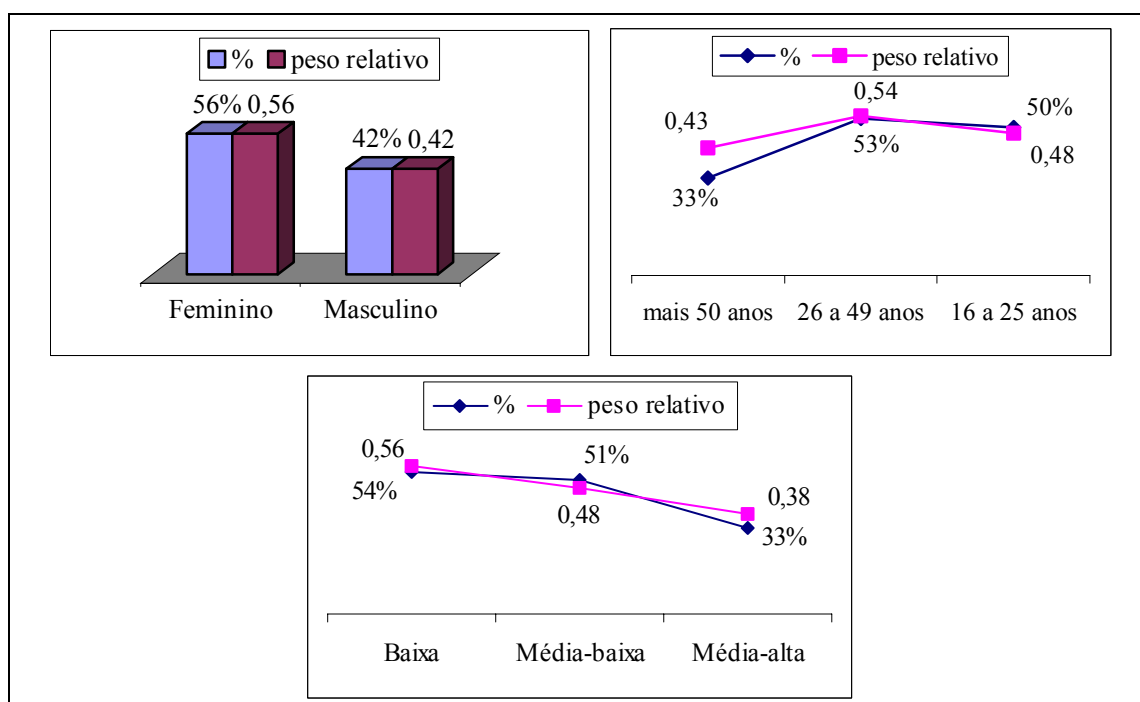 % peso relativo
56% 0,56
42% 0,42
Feminino Masculino
% peso relativo
0,54
50%
0,43
53%
0,48
33%
mais 50 anos 26 a 49 anos 16 a 25 anos
% peso relativo
0,56
51%
54%
0,48
0,38
33%
Baixa Média-baixa Média-alta